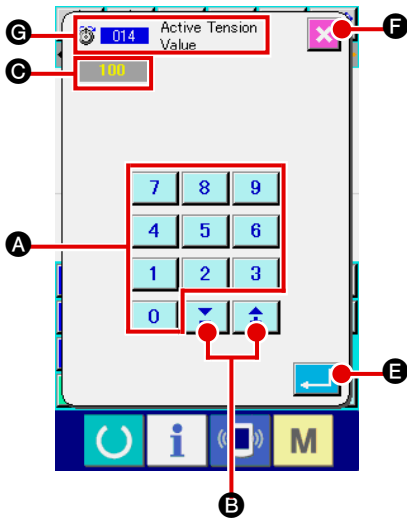 G 014 Active Tension F
Value
C 100
7 8 9
A 4 5 6
1 2 3
0
E
i M
B